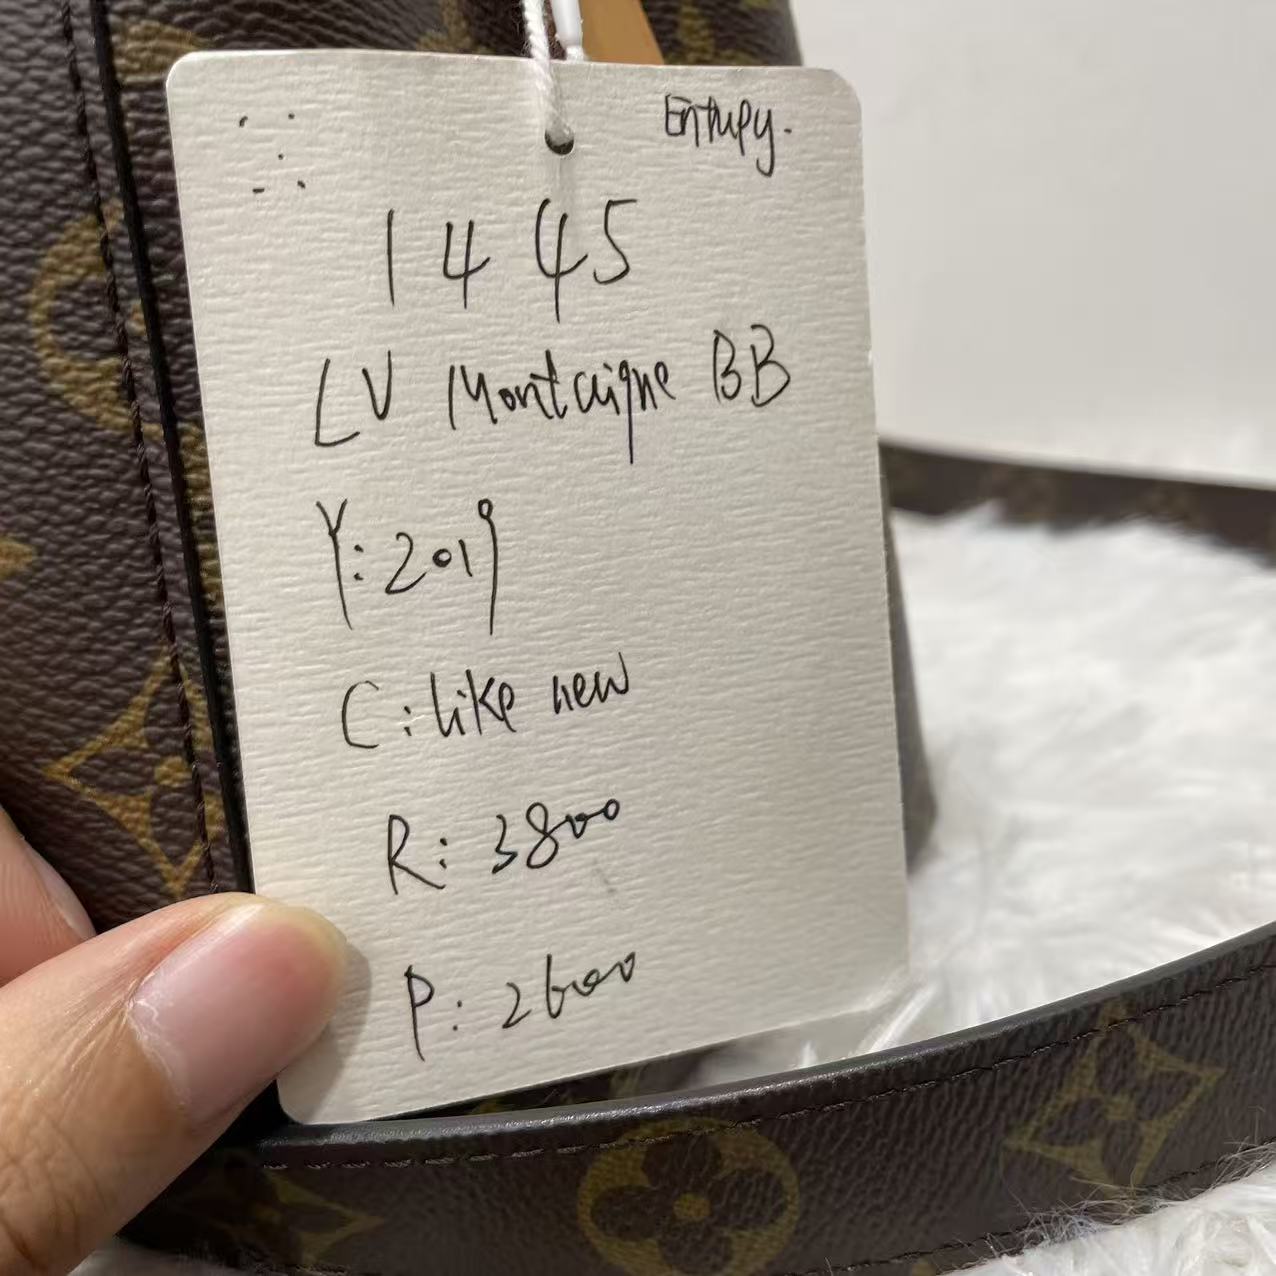 Entrupy.
1445
LV Montaigne BB
Y: 2019
C: like new
R: 3800
P: 2600